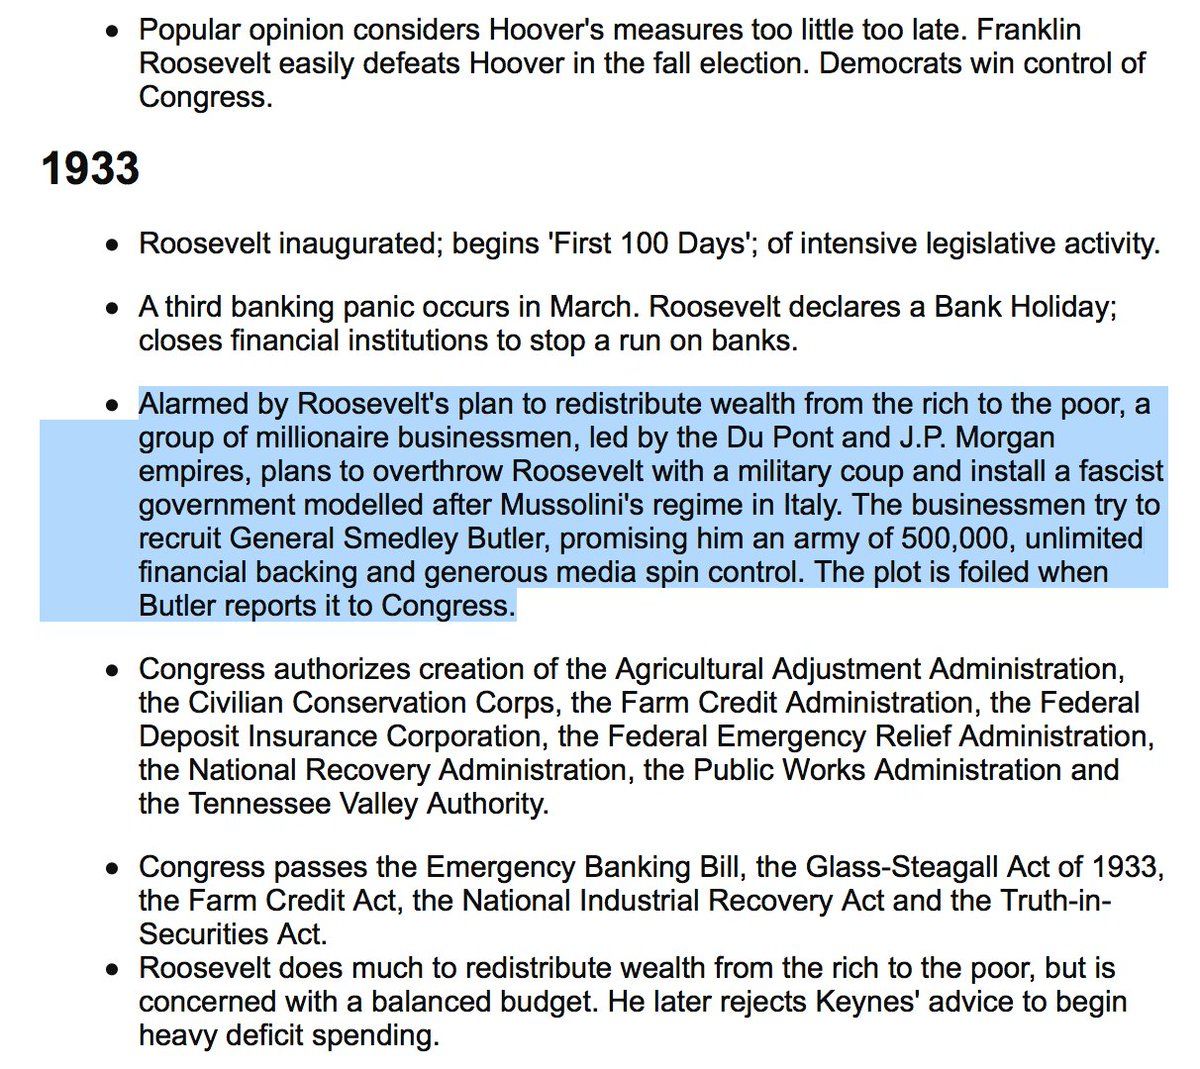 • Popular opinion considers Hoover's measures too little too late. Franklin
Roosevelt easily defeats Hoover in the fall election. Democrats win control of
Congress.
1933
• Roosevelt inaugurated; begins 'First 100 Days'; of intensive legislative activity.
• A third banking panic occurs in March. Roosevelt declares a Bank Holiday;
closes financial institutions to stop a run on banks.
• Alarmed by Roosevelt's plan to redistribute wealth from the rich to the poor, a
group of millionaire businessmen, led by the Du Pont and J.P. Morgan
empires, plans to overthrow Roosevelt with a military coup and install a fascist
government modelled after Mussolini's regime in Italy. The businessmen try to
recruit General Smedley Butler, promising him an army of 500,000, unlimited
financial backing and generous media spin control. The plot is foiled when
Butler reports it to Congress.
• Congress authorizes creation of the Agricultural Adjustment Administration,
the Civilian Conservation Corps, the Farm Credit Administration, the Federal
Deposit Insurance Corporation, the Federal Emergency Relief Administration,
the National Recovery Administration, the Public Works Administration and
the Tennessee Valley Authority.
• Congress passes the Emergency Banking Bill, the Glass-Steagall Act of 1933,
the Farm Credit Act, the National Industrial Recovery Act and the Truth-in-
Securities Act.
• Roosevelt does much to redistribute wealth from the rich to the poor, but is
concerned with a balanced budget. He later rejects Keynes' advice to begin
heavy deficit spending.